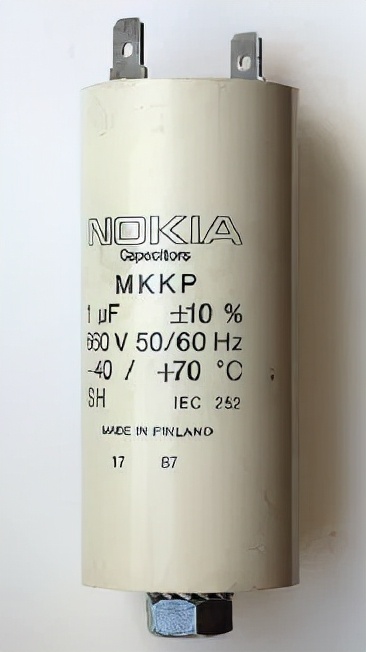 NOKIA
Capacitors
MKKP
1 µF ±10 %
660 V 50/60 Hz
-40 / +70 °C
SH IEC 252
MADE IN FINLAND
17 87